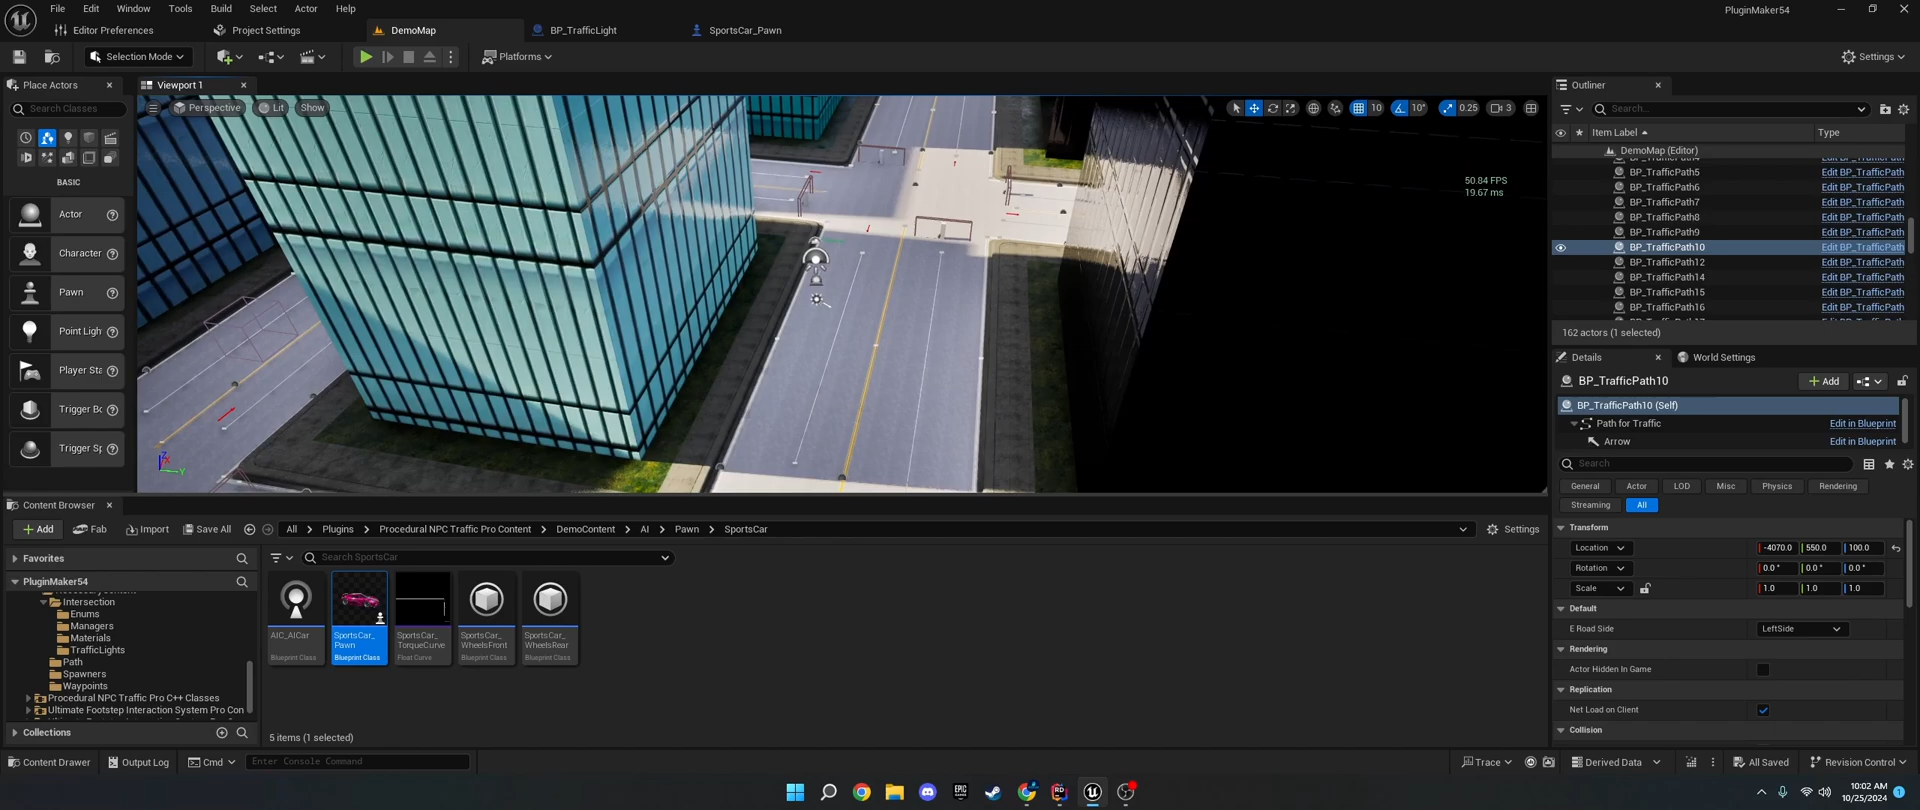 File Edit Window Tools Build Select Actor Help
PluginMaker54
Editor Preferences Project Settings DemoMap BP_TrafficLight SportsCar_Pawn
Selection Mode Platforms Settings
Place Actors
Search Classes
BASIC
Actor
Character
Pawn
Point Ligh
Player Sta
Trigger Bo
Trigger Sp
Viewport 1
Perspective Lit Show
10 10° 0.25 3
50.84 FPS
19.67 ms
Z
Y
Outliner
Search...
Item Label Type
DemoMap (Editor)
BP_TrafficPath5 Edit BP_TrafficPath
BP_TrafficPath6 Edit BP_TrafficPath
BP_TrafficPath7 Edit BP_TrafficPath
BP_TrafficPath8 Edit BP_TrafficPath
BP_TrafficPath9 Edit BP_TrafficPath
BP_TrafficPath10 Edit BP_TrafficPath
BP_TrafficPath12 Edit BP_TrafficPath
BP_TrafficPath14 Edit BP_TrafficPath
BP_TrafficPath15 Edit BP_TrafficPath
BP_TrafficPath16 Edit BP_TrafficPath
162 actors (1 selected)
Details World Settings
BP_TrafficPath10 Add
BP_TrafficPath10 (Self)
Path for Traffic Edit in Blueprint
Arrow Edit in Blueprint
Search
General Actor LOD Misc Physics Rendering
Streaming All
Transform
Location -4070.0 550.0 100.0
Rotation 0.0 ° 0.0 ° 0.0 °
Scale 1.0 1.0 1.0
Default
E Road Side LeftSide
Rendering
Actor Hidden In Game
Replication
Net Load on Client
Collision
Content Browser
Add Fab Import Save All All Plugins Procedural NPC Traffic Pro Content DemoContent AI Pawn SportsCar Settings
Favorites
PluginMaker54
Intersection
Enums
Managers
Materials
TrafficLights
Path
Spawners
Waypoints
Procedural NPC Traffic Pro C++ Classes
Ultimate Footstep Interaction System Pro Con
Collections
Search SportsCar
AIC_AICar
Blueprint Class
SportsCar_
Pawn
Blueprint Class
SportsCar_
TorqueCurve
Float Curve
SportsCar_
WheelsFront
Blueprint Class
SportsCar_
WheelsRear
Blueprint Class
5 items (1 selected)
Content Drawer Output Log Cmd Enter Console Command Trace Derived Data All Saved Revision Control
EPIC
RD
10:02 AM
10/25/2024
1